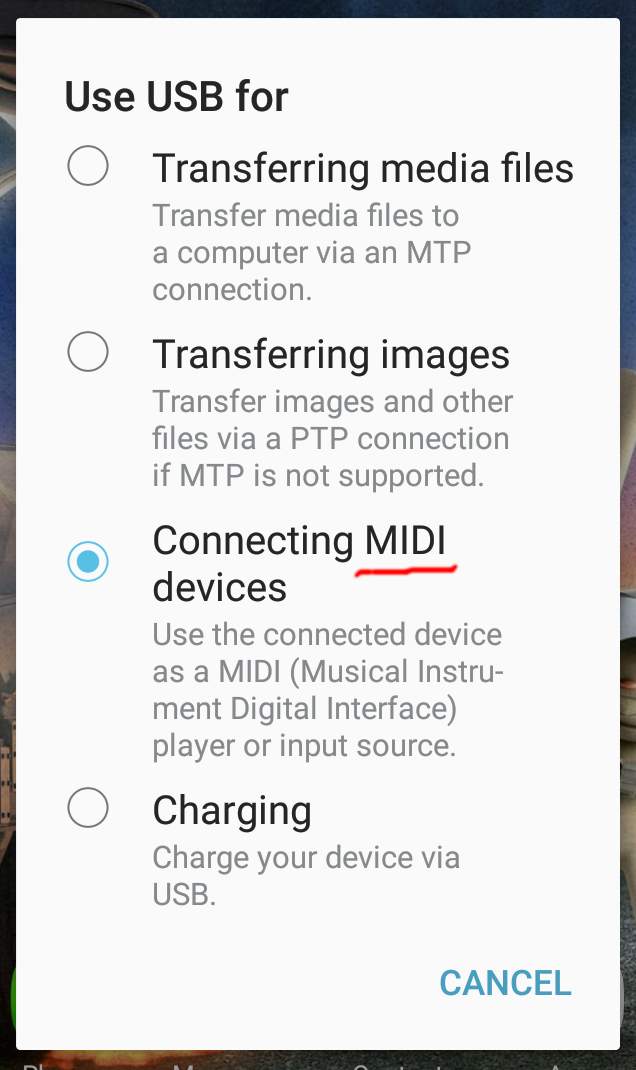 Use USB for
Transferring media files
Transfer media files to
a computer via an MTP
connection.
Transferring images
Transfer images and other
files via a PTP connection
if MTP is not supported.
Connecting MIDI
devices
Use the connected device
as a MIDI (Musical Instru-
ment Digital Interface)
player or input source.
Charging
Charge your device via
USB.
CANCEL